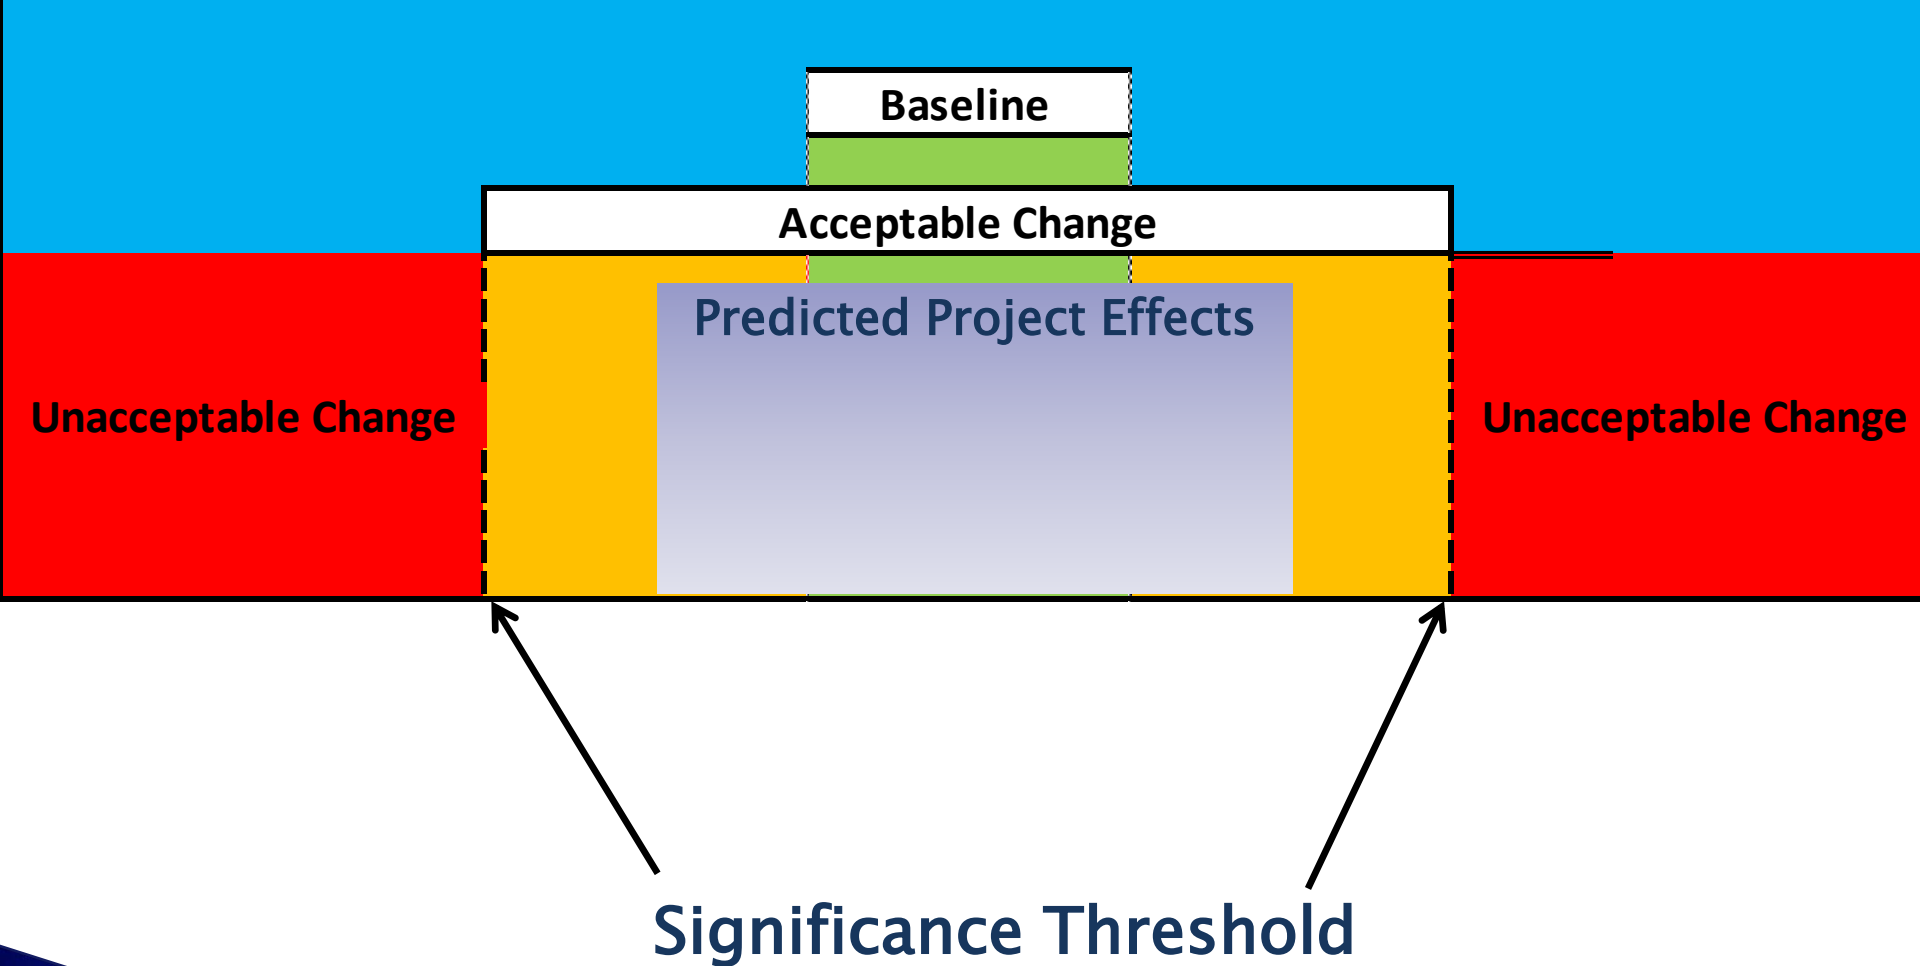 Baseline
Acceptable Change
Predicted Project Effects
Unacceptable Change
Unacceptable Change
Significance Threshold